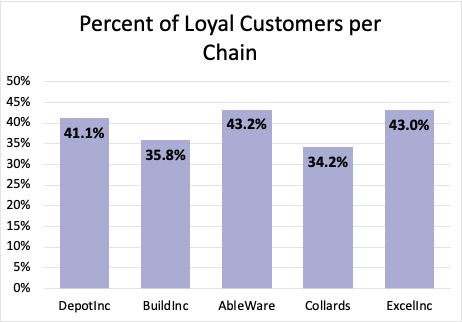 Percent of Loyal Customers per
Chain
50%
45%
40%
35%
30%
25%
20%
15%
10%
5%
0%
41.1%
35.8%
43.2%
34.2%
43.0%
DepotInc
BuildInc
AbleWare
Collards
ExcelInc